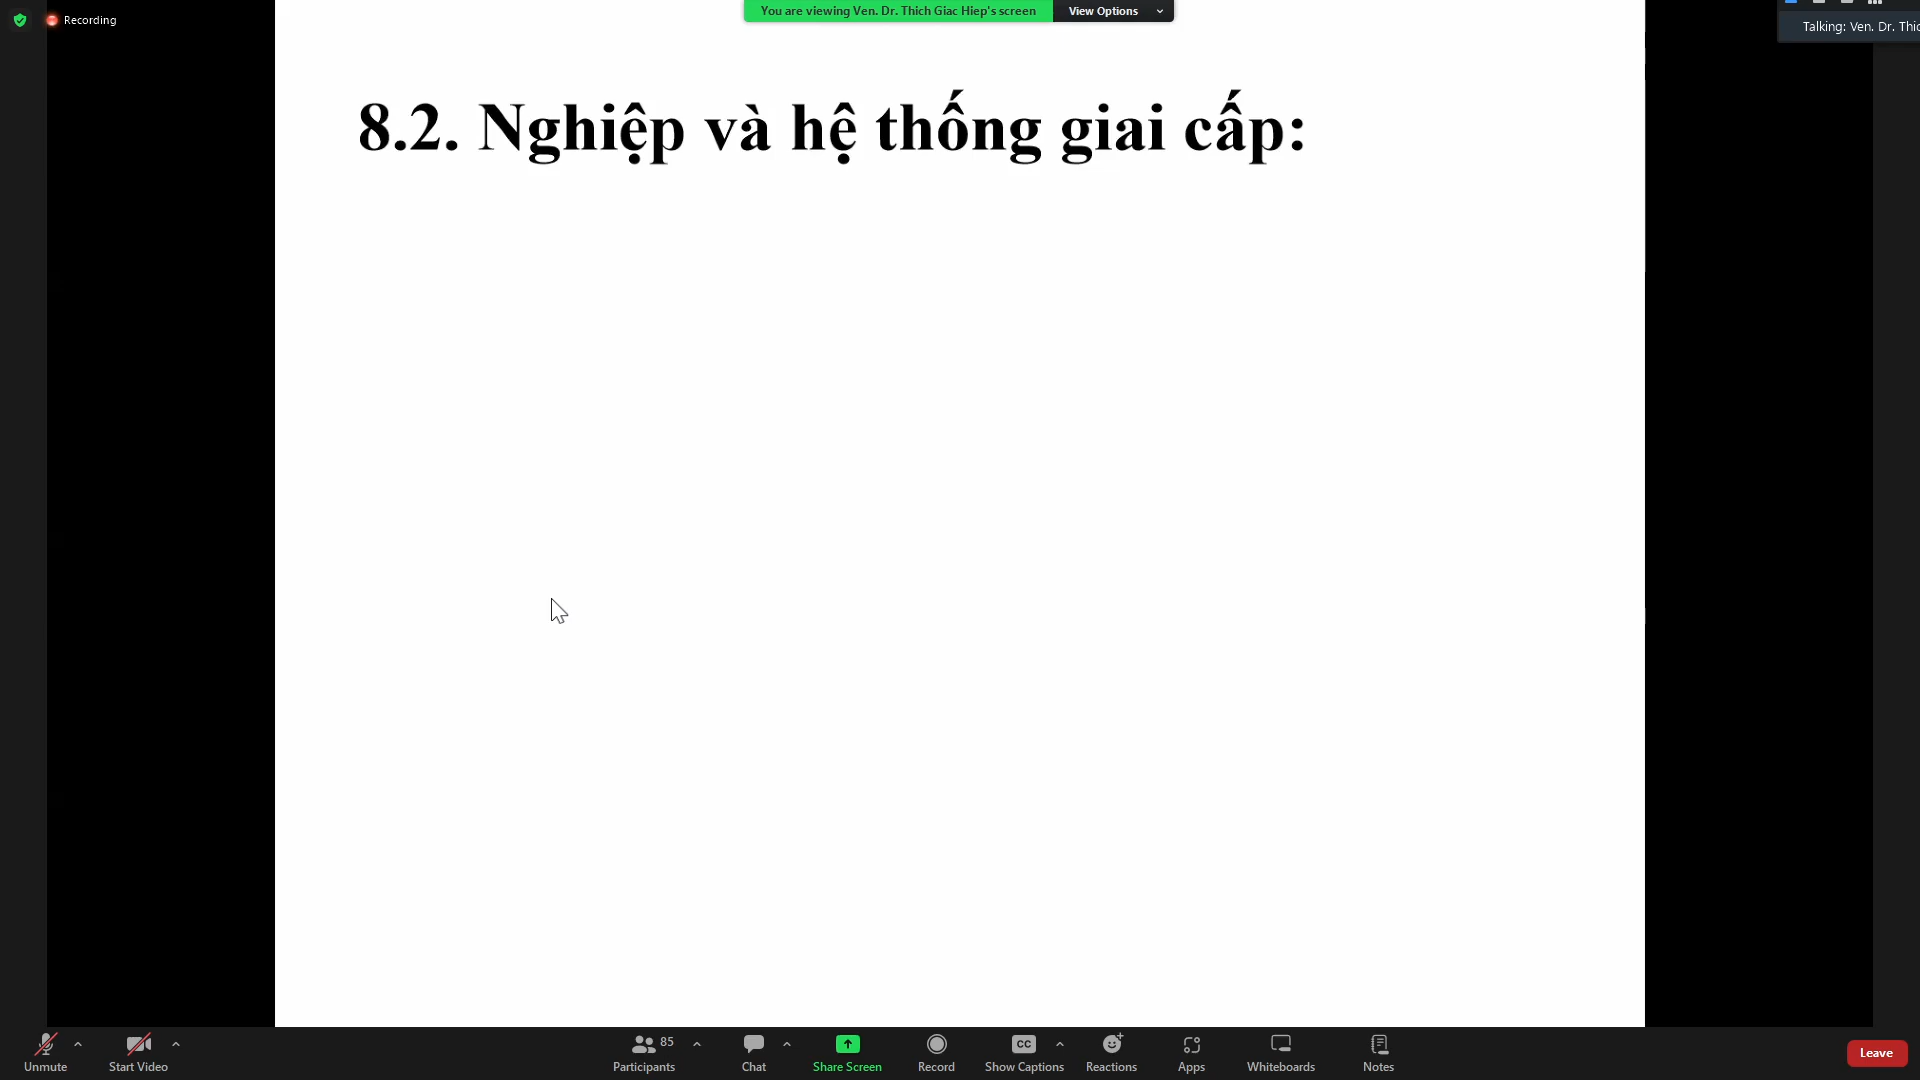 Recording
You are viewing Ven. Dr. Thich Giac Hiep's screen
View Options
Talking: Ven. Dr.
8.2. Nghiệp và hệ thống giai cấp:
Unmute
Start Video
85
Participants
Chat
Share Screen
Record
CC
Show Captions
Reactions
Apps
Whiteboards
Notes
Leave